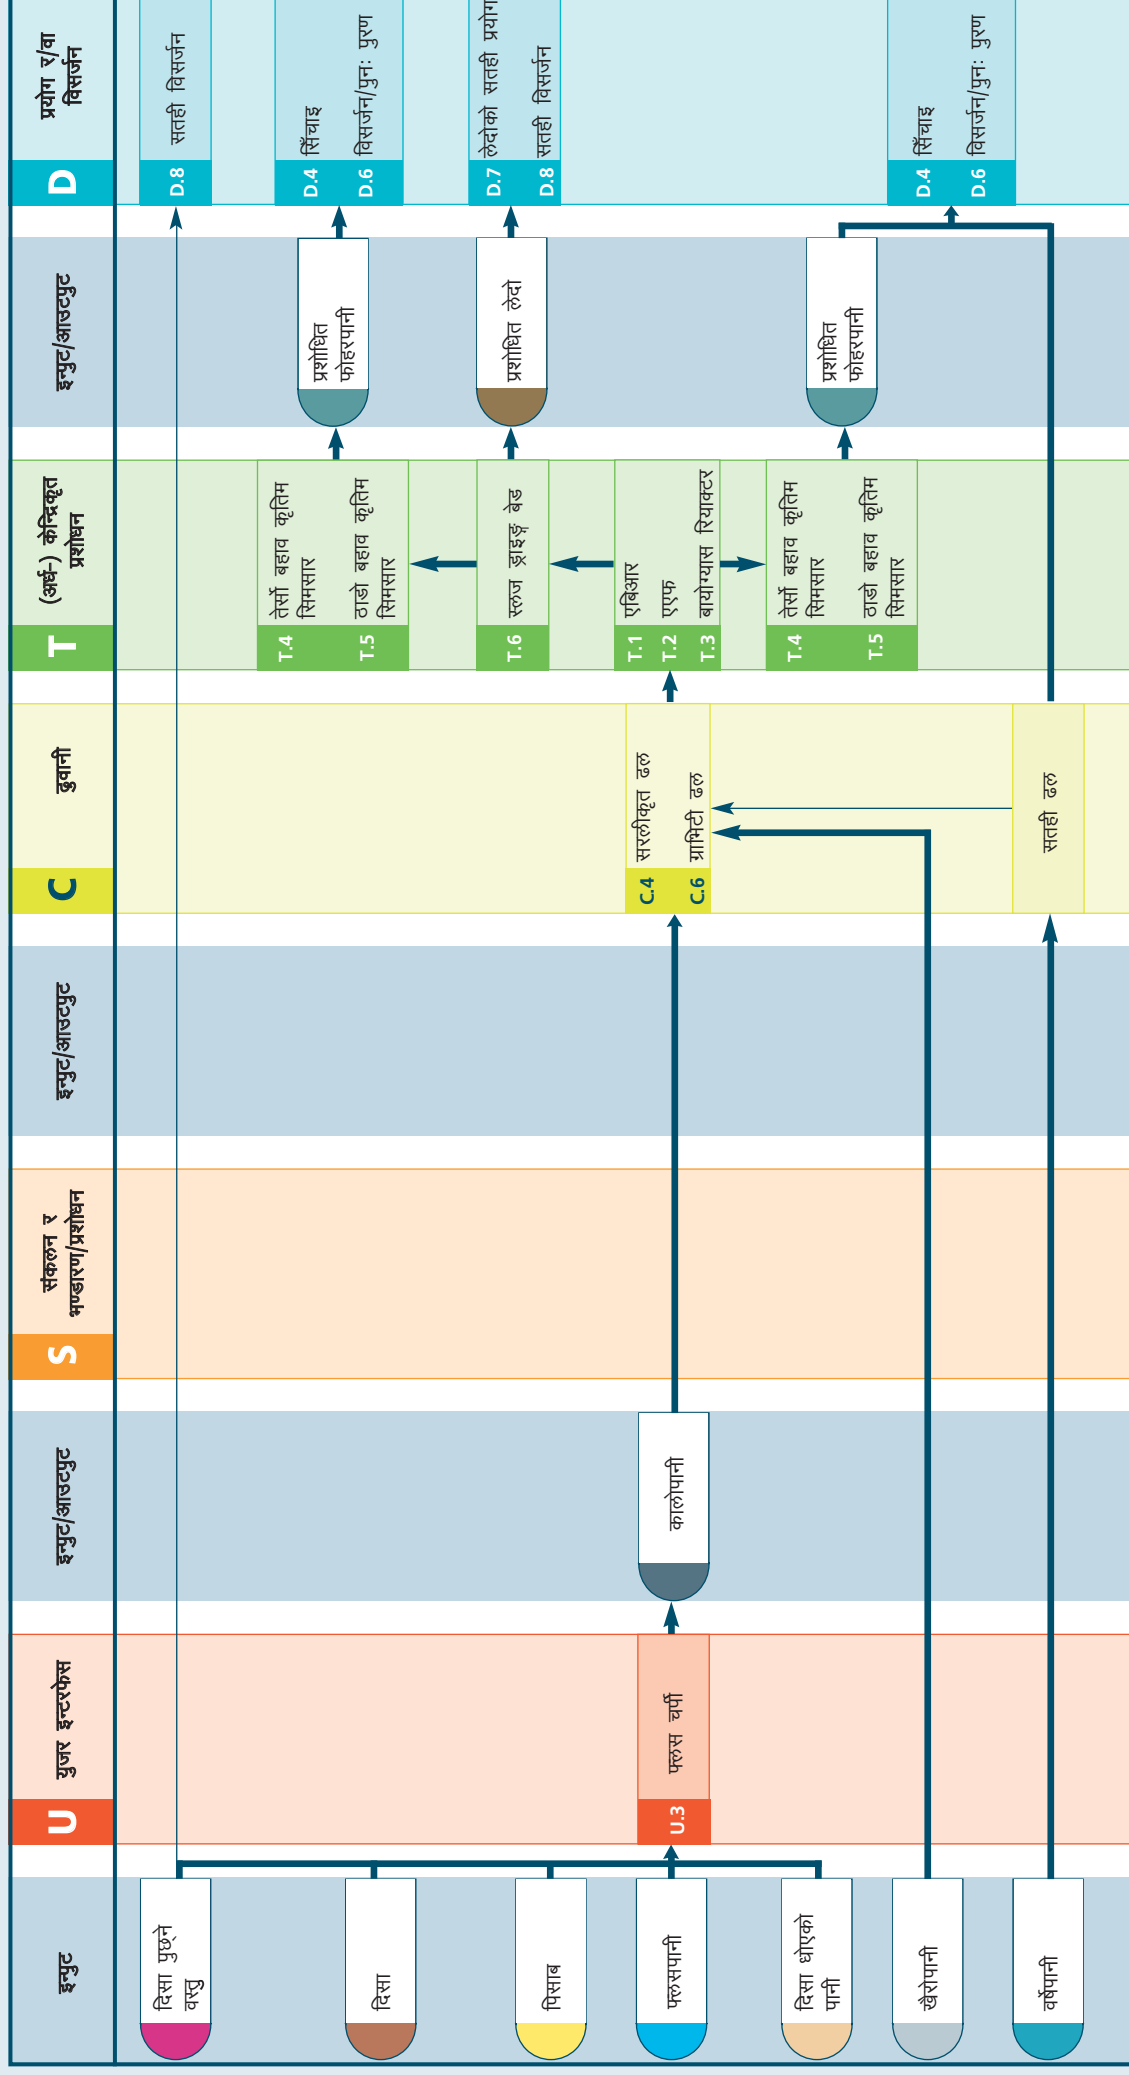 इन्पुट
U
युजर इन्टरफेस
इन्पुट/आउटपुट
S
संकलन र
भण्डारण/प्रशोधन
इन्पुट/आउटपुट
C
ढुवानी
T
(अर्ध-) केन्द्रिकृत
प्रशोधन
इन्पुट/आउटपुट
D
प्रयोग र/वा
विसर्जन
दिसा पुछ्ने
वस्तु
D.8 सतही विसर्जन
दिसा
T.4 तेर्सो बहाव कृतिम
सिमसार
T.5 ठाडो बहाव कृतिम
सिमसार
प्रशोधित
फोहरपानी
D.4 सिँचाइ
D.6 विसर्जन/पुनः पुरण
पिसाब
T.6 स्लज ड्राइङ्ग बेड
प्रशोधित लेदो
D.7 लेदोको सतही प्रयोग
D.8 सतही विसर्जन
फ्लसपानी
U.3 फ्लस चर्पी
कालोपानी
C.4 सरलीकृत ढल
C.6 ग्राभिटी ढल
T.1 एबिआर
T.2 एएफ
T.3 बायोग्यास रियाक्टर
दिसा धोएको
पानी
T.4 तेर्सो बहाव कृतिम
सिमसार
T.5 ठाडो बहाव कृतिम
सिमसार
प्रशोधित
फोहरपानी
D.4 सिँचाइ
D.6 विसर्जन/पुनः पुरण
खैरोपानी
वर्षेपानी
सतही ढल